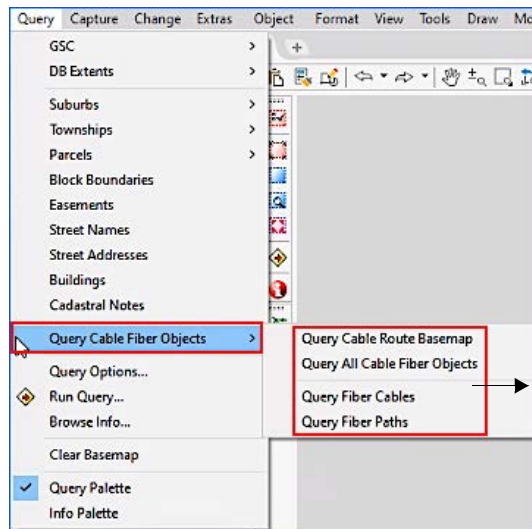 Query Capture Change Extras Object Format View Tools Draw
GSC
DB Extents
Suburbs
Townships
Parcels
Block Boundaries
Easements
Street Names
Street Addresses
Buildings
Cadastral Notes
Query Cable Fiber Objects
Query Cable Route Basemap
Query All Cable Fiber Objects
Query Fiber Cables
Query Fiber Paths
Query Options...
Run Query...
Browse Info...
Clear Basemap
Query Palette
Info Palette